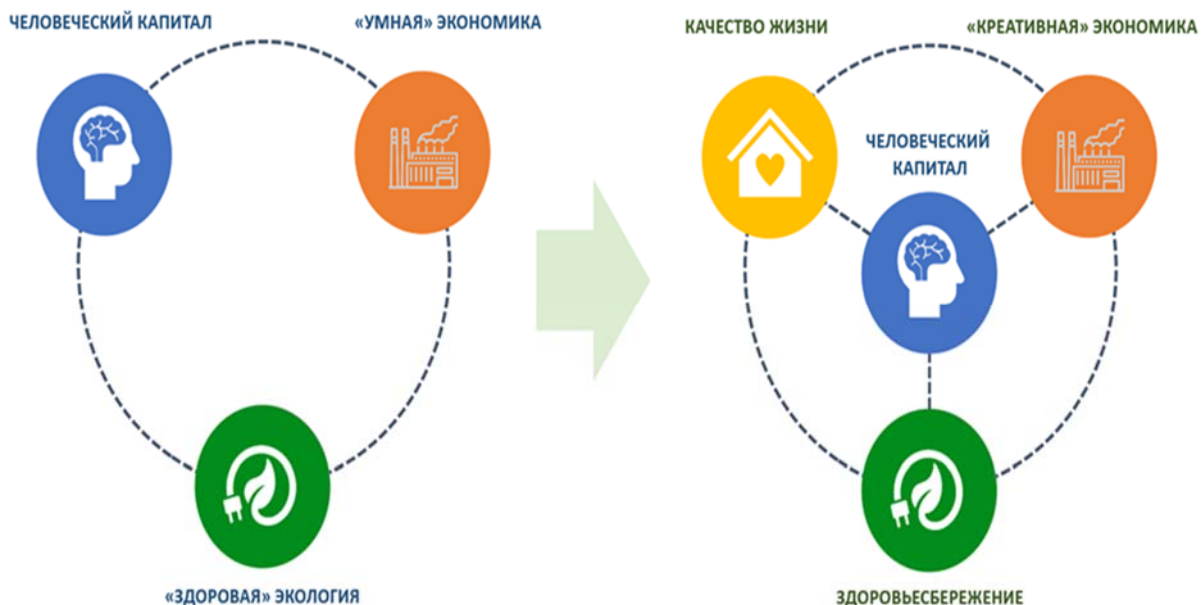 ЧЕЛОВЕЧЕСКИЙ КАПИТАЛ
«УМНАЯ» ЭКОНОМИКА
«ЗДОРОВАЯ» ЭКОЛОГИЯ
КАЧЕСТВО ЖИЗНИ
«КРЕАТИВНАЯ» ЭКОНОМИКА
ЧЕЛОВЕЧЕСКИЙ
КАПИТАЛ
ЗДОРОВЬЕСБЕРЕЖЕНИЕ